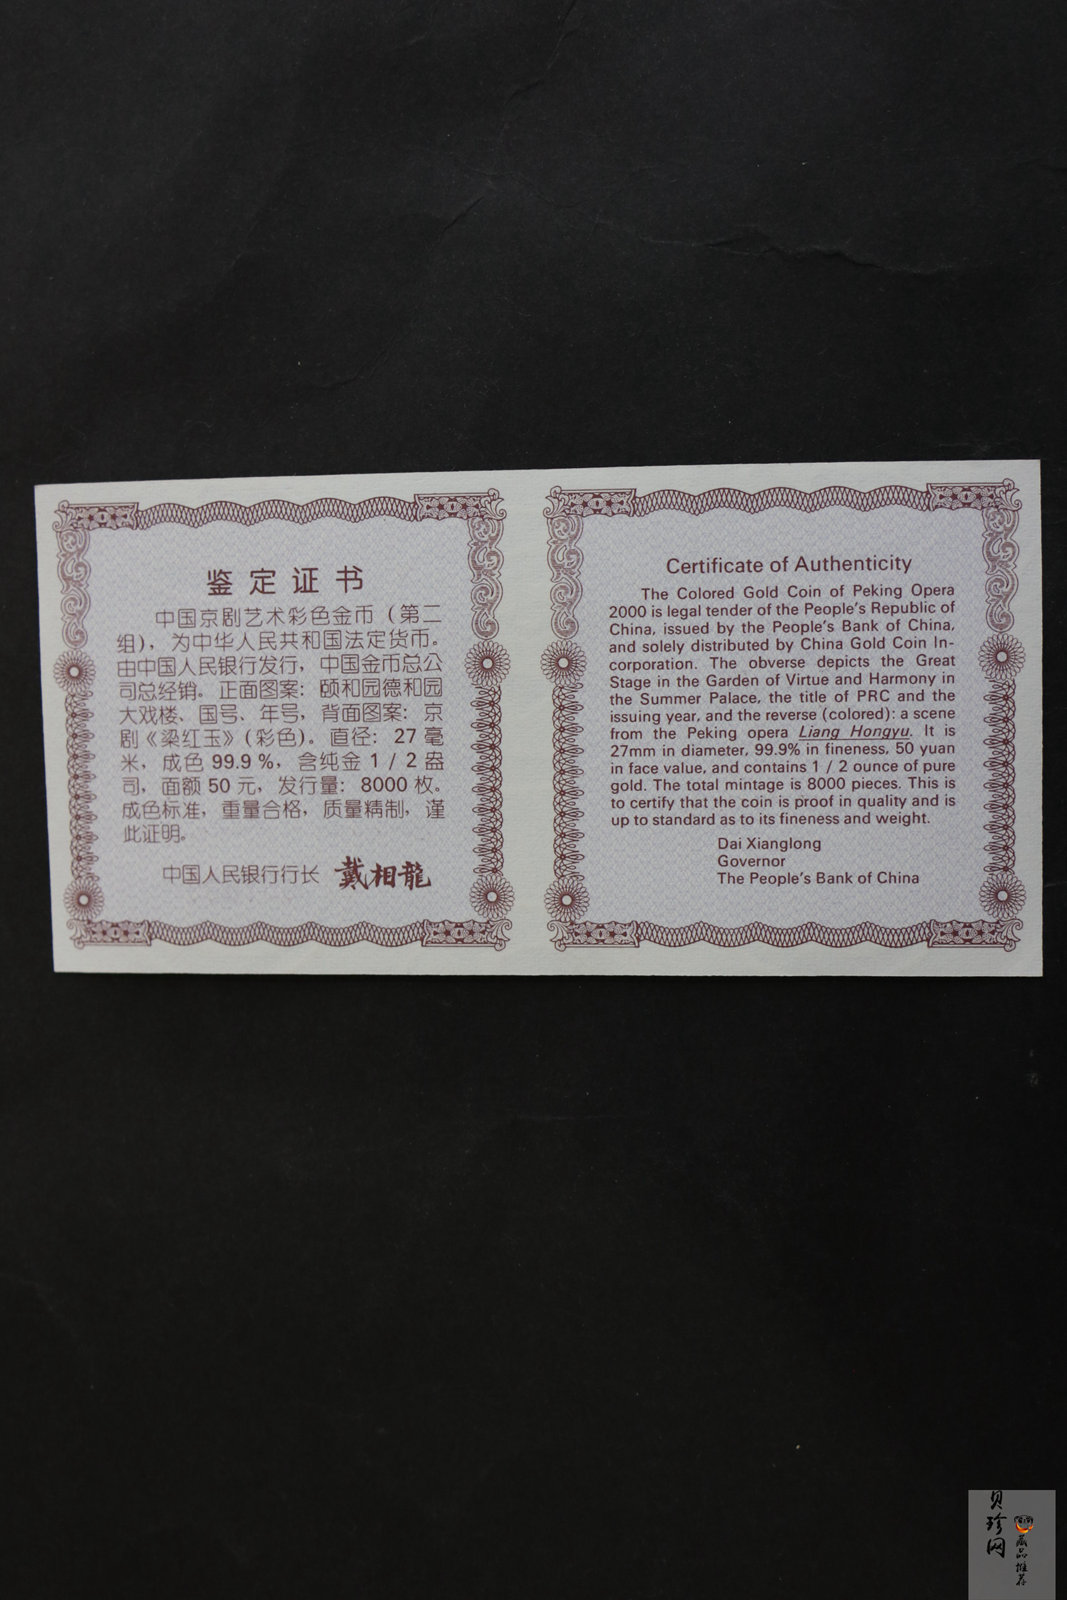 鉴定证书
中国京剧艺术彩色金币（第二
组），为中华人民共和国法定货币。
由中国人民银行发行，中国金币总公
司总经销。正面图案：颐和园德和园
大戏楼、国号、年号，背面图案：京
剧《梁红玉》（彩色）。直径：27毫
米，成色99.9%，含纯金1/2盎
司，面额50元，发行量：8000枚。
成色标准，重量合格，质量精制，谨
此证明。
中国人民银行行长 戴相龍
Certificate of Authenticity
The Colored Gold Coin of Peking Opera
2000 is legal tender of the People's Republic of
China, issued by the People's Bank of China,
and solely distributed by China Gold Coin In-
corporation. The obverse depicts the Great
Stage in the Garden of Virtue and Harmony in
the Summer Palace, the title of PRC and the
issuing year, and the reverse (colored): a scene
from the Peking opera Liang Hongyu. It is
27mm in diameter, 99.9% in fineness, 50 yuan
in face value, and contains 1 / 2 ounce of pure
gold. The total mintage is 8000 pieces. This is
to certify that the coin is proof in quality and is
up to standard as to its fineness and weight.
Dai Xianglong
Governor
The People's Bank of China
贝珍网
藏品推荐